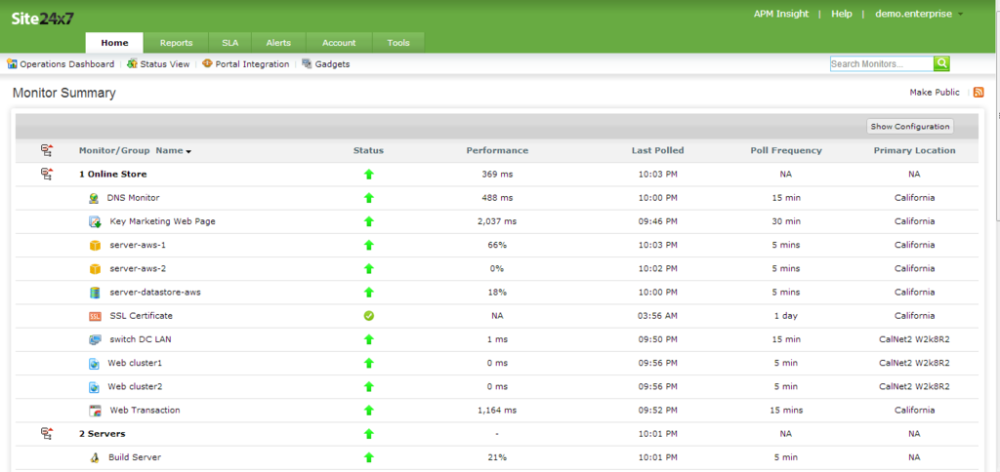 Site24x7
APM Insight | Help | demo.enterprise
Home Reports SLA Alerts Account Tools
Operations Dashboard Status View Portal Integration Gadgets Search Monitors...
Monitor Summary Make Public
Show Configuration
Monitor/Group Name Status Performance Last Polled Poll Frequency Primary Location
1 Online Store 369 ms 10:03 PM NA NA
DNS Monitor 488 ms 10:00 PM 15 min California
Key Marketing Web Page 2,037 ms 09:46 PM 30 min California
server-aws-1 66% 10:03 PM 5 mins California
server-aws-2 0% 10:02 PM 5 mins California
server-datastore-aws 18% 10:00 PM 5 mins California
SSL SSL Certificate NA 03:56 AM 1 day California
switch DC LAN 1 ms 09:50 PM 15 min CalNet2 W2k8R2
Web cluster1 0 ms 09:56 PM 5 min CalNet2 W2k8R2
Web cluster2 0 ms 09:56 PM 5 min CalNet2 W2k8R2
Web Transaction 1,164 ms 09:52 PM 15 mins California
2 Servers - 10:01 PM NA NA
Build Server 21% 10:01 PM 5 min NA